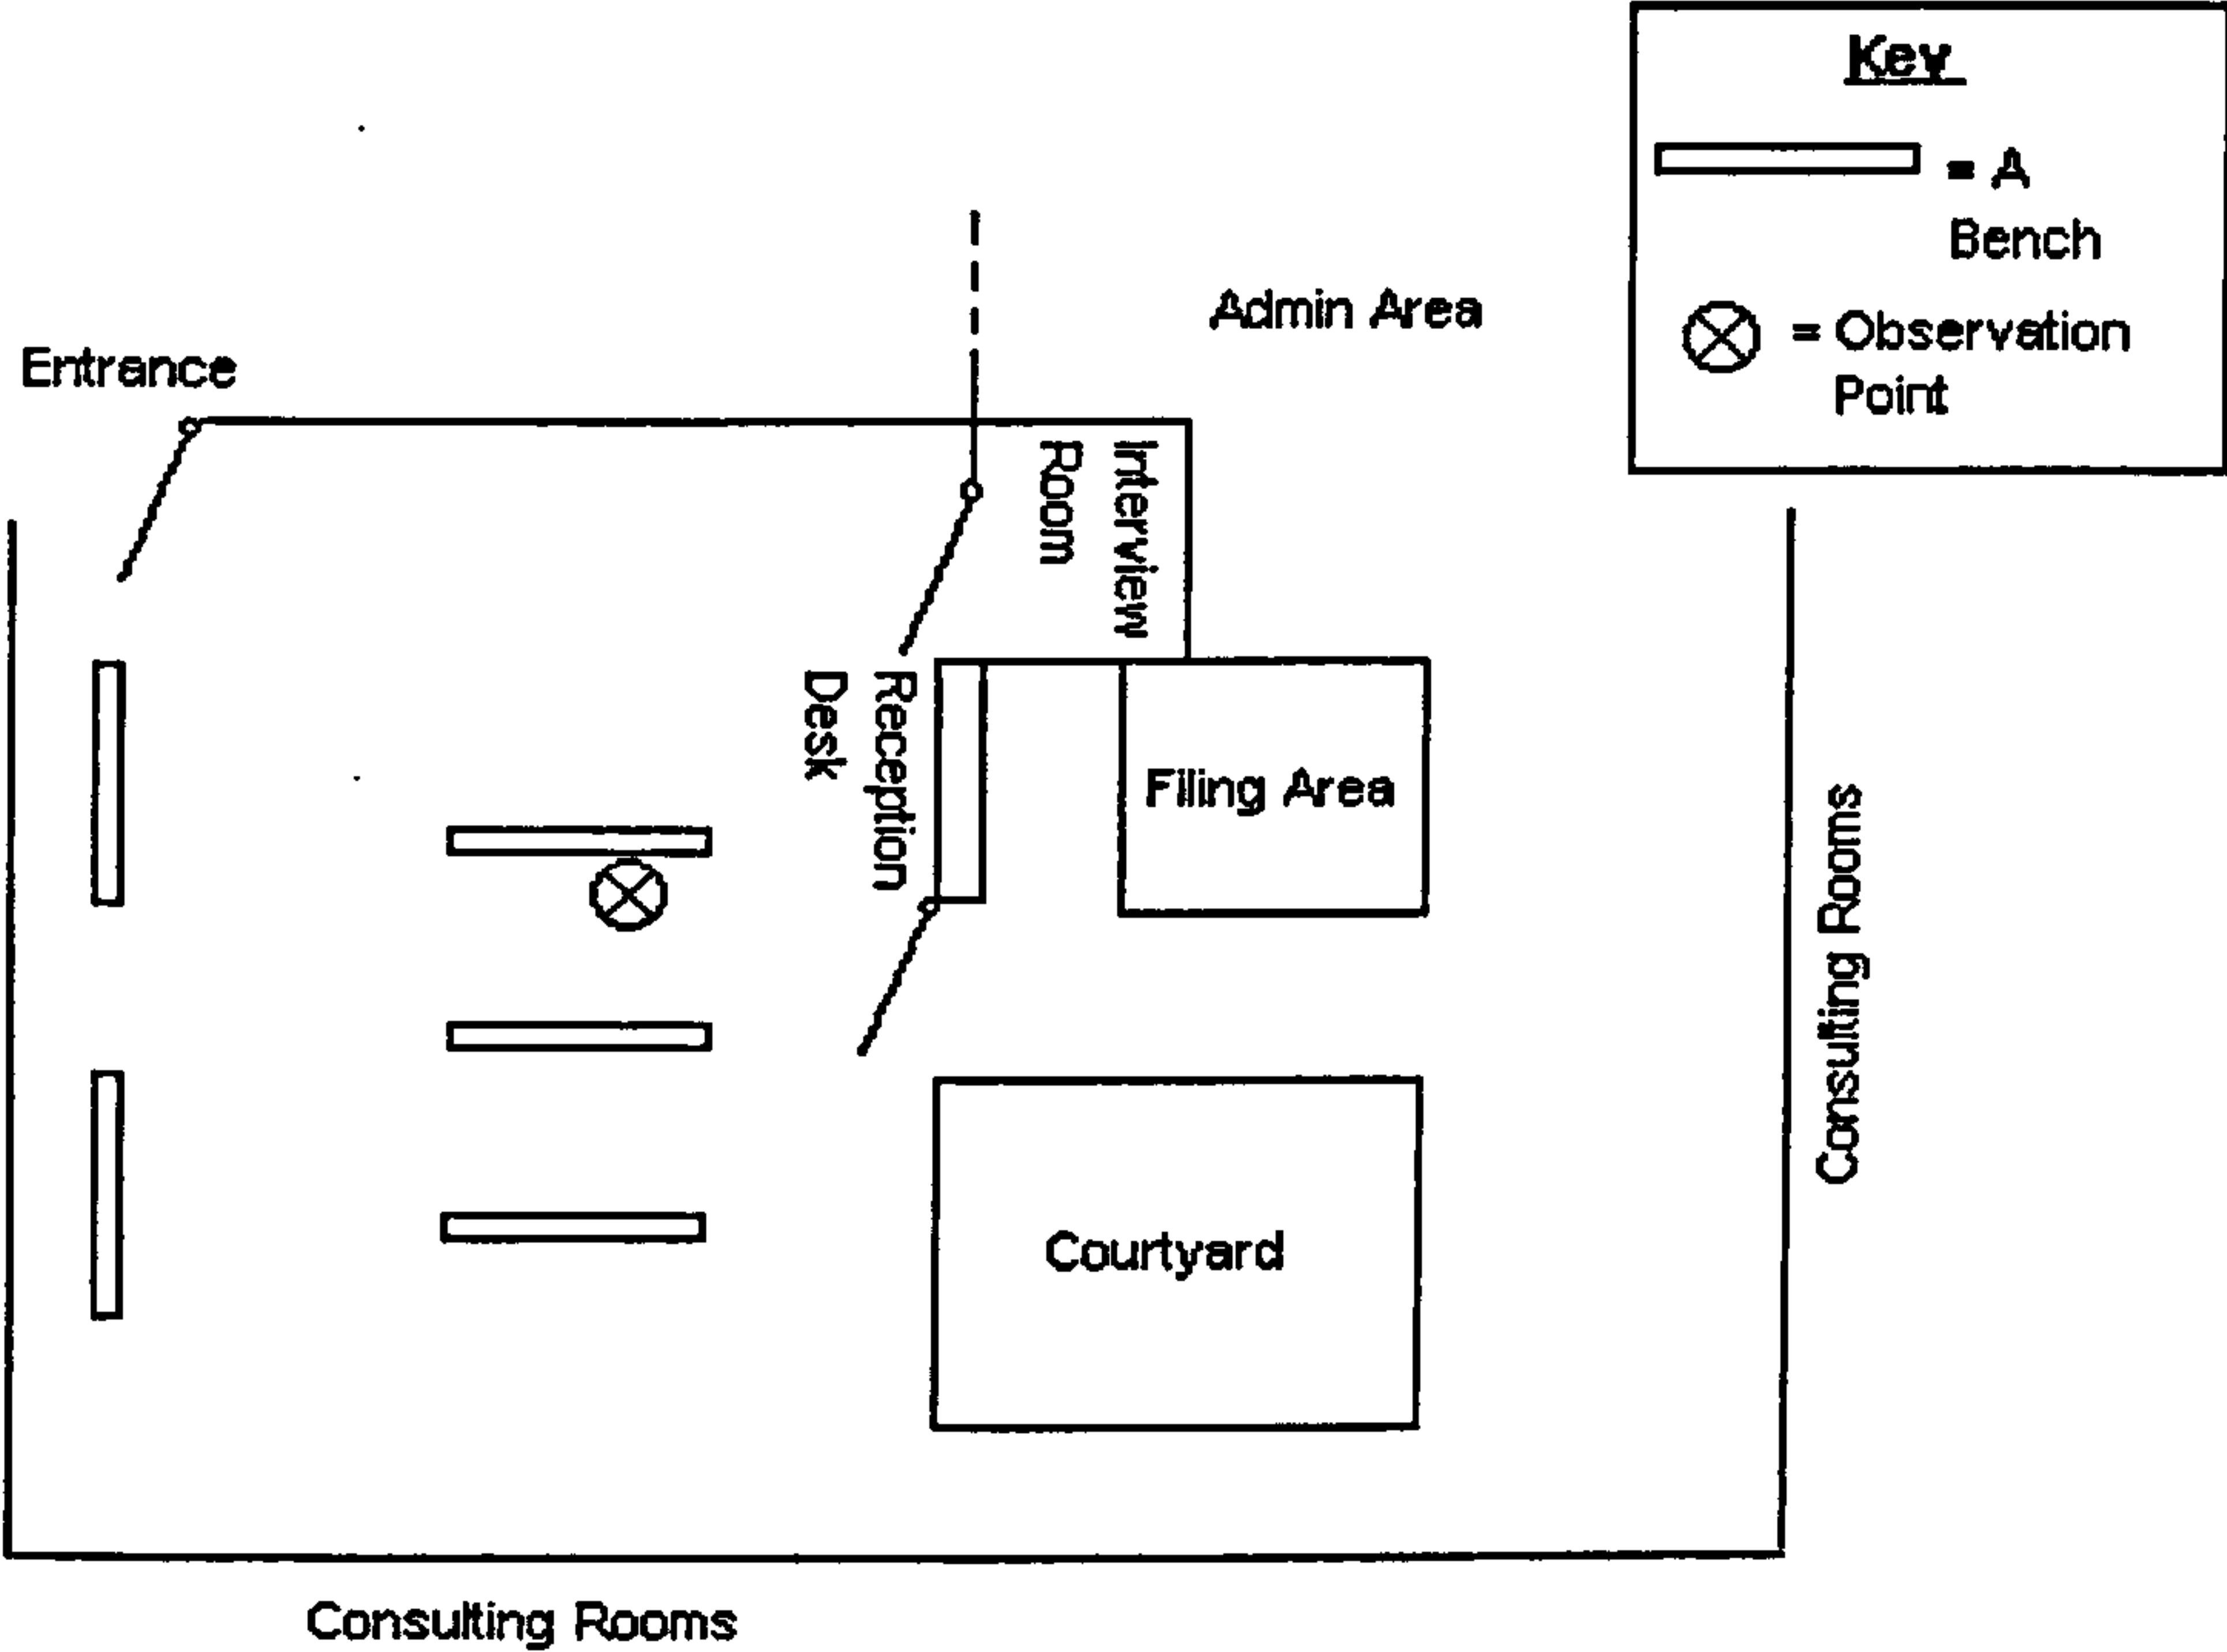 Key
= A
Bench
= Observation
Point
Admin Area
Entrance
Interview
Room
Reception
Desk
Filing Area
Consulting Rooms
Courtyard
Consulting Rooms